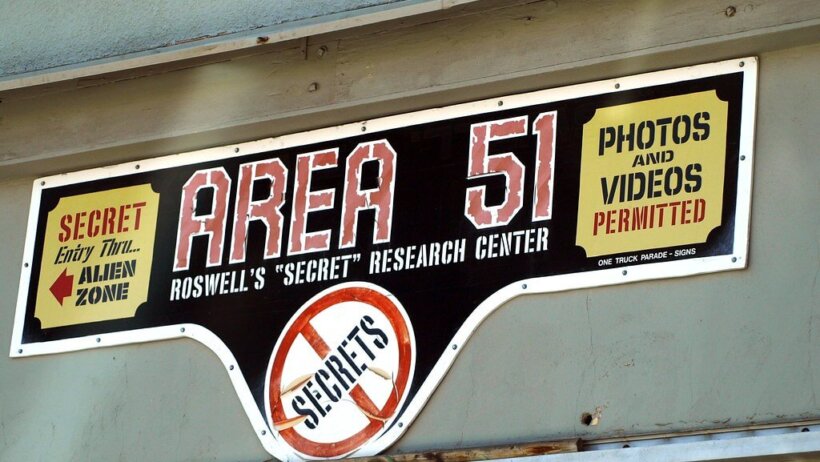 SECRET
Entry Thru...
ALIEN
ZONE
AREA 51
ROSWELL'S "SECRET" RESEARCH CENTER
SECRETS
PHOTOS
AND
VIDEOS
PERMITTED
ONE TRUCK PARADE - SIGNS